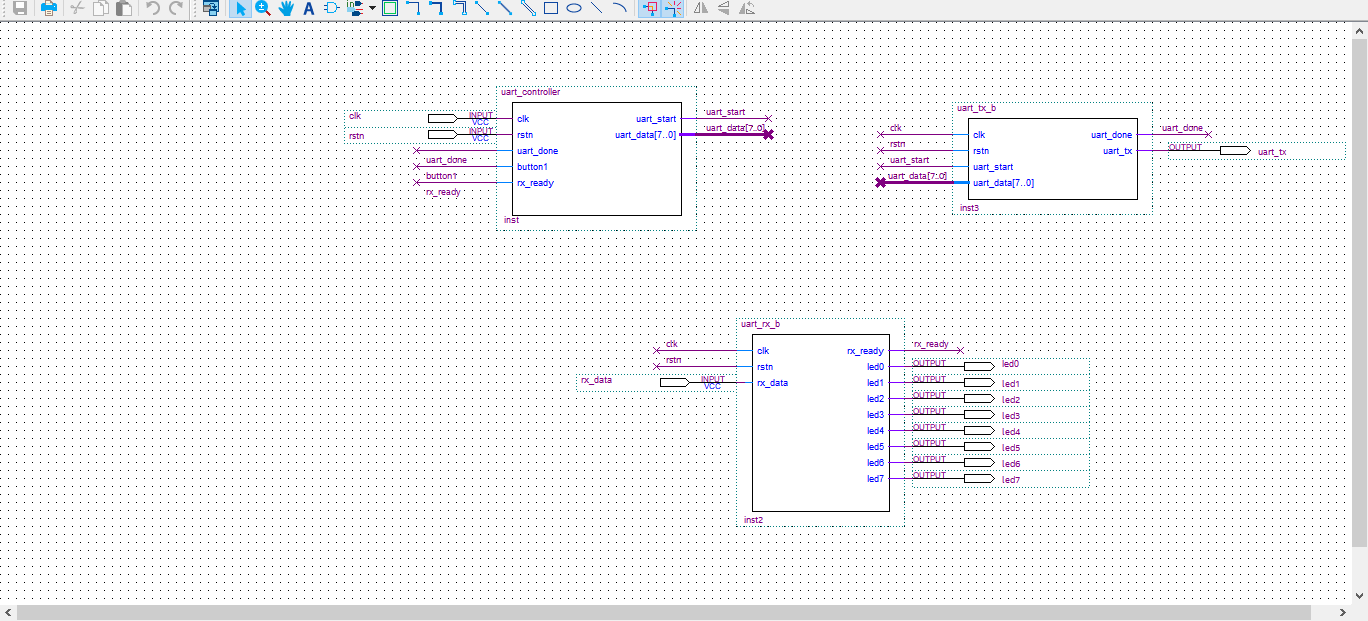 A
uart_controller
clk INPUT VCC clk
rstn INPUT VCC rstn
uart_done
uart_done
button1
button1
rx_ready
rx_ready
uart_start uart_start
uart_data[7..0] uart_data[7..0]
inst
uart_tx_b
clk clk
rstn rstn
uart_start uart_start
uart_data[7..0] uart_data[7..0]
uart_done uart_done
uart_tx OUTPUT uart_tx
inst3
uart_rx_b
clk clk
rstn rstn
rx_data INPUT VCC rx_data
rx_ready rx_ready
led0 OUTPUT led0
led1 OUTPUT led1
led2 OUTPUT led2
led3 OUTPUT led3
led4 OUTPUT led4
led5 OUTPUT led5
led6 OUTPUT led6
led7 OUTPUT led7
inst2